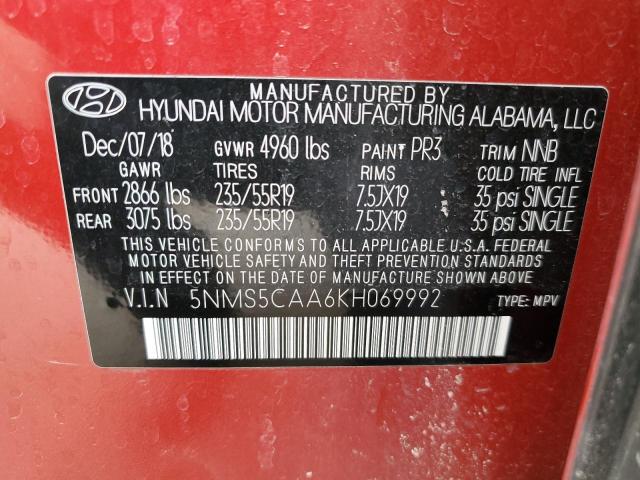 MANUFACTURED BY
HYUNDAI MOTOR MANUFACTURING ALABAMA, LLC
Dec/07/18 GVWR 4960 lbs PAINT PR3 TRIM NNB
GAWR TIRES RIMS COLD TIRE INFL
FRONT 2866 lbs 235/55R19 7.5JX19 35 psi SINGLE
REAR 3075 lbs 235/55R19 7.5JX19 35 psi SINGLE
THIS VEHICLE CONFORMS TO ALL APPLICABLE U.S.A. FEDERAL
MOTOR VEHICLE SAFETY AND THEFT PREVENTION STANDARDS
IN EFFECT ON THE DATE OF MANUFACTURE SHOWN ABOVE.
V.I.N 5NMS5CAA6KH069992 TYPE: MPV